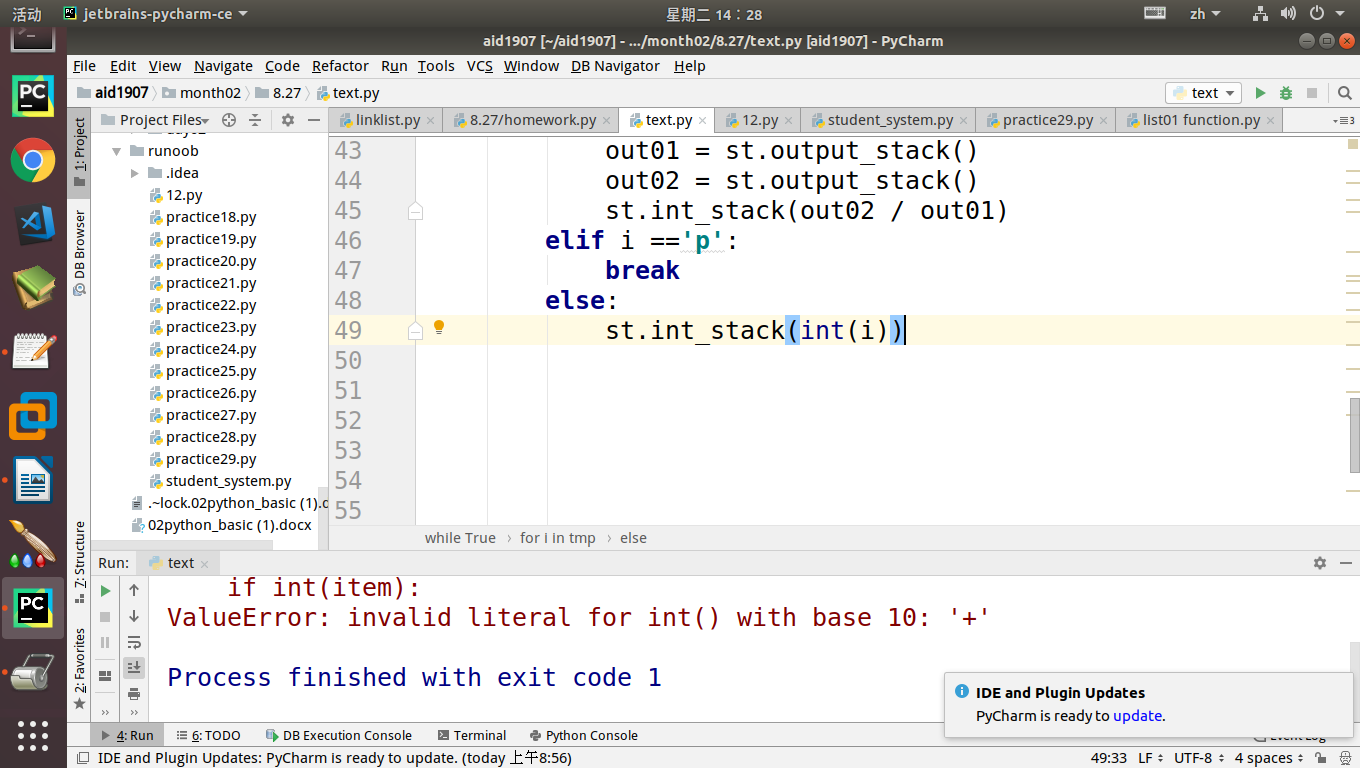 活动 jetbrains-pycharm-ce 星期二 14：28 zh
aid1907 [~/aid1907] - .../month02/8.27/text.py [aid1907] - PyCharm
File Edit View Navigate Code Refactor Run Tools VCS Window DB Navigator Help
aid1907 month02 8.27 text.py text
Project Files linklist.py 8.27/homework.py text.py 12.py student_system.py practice29.py list01 function.py 3
1: Project
DB Browser
7: Structure
2: Favorites
runoob
.idea
12.py
practice18.py
practice19.py
practice20.py
practice21.py
practice22.py
practice23.py
practice24.py
practice25.py
practice26.py
practice27.py
practice28.py
practice29.py
student_system.py
.~lock.02python_basic (1).d
02python_basic (1).docx
43 out01 = st.output_stack()
44 out02 = st.output_stack()
45 st.int_stack(out02 / out01)
46 elif i =='p':
47 break
48 else:
49 st.int_stack(int(i))
50
51
52
53
54
55
while True › for i in tmp › else
Run: text
if int(item):
ValueError: invalid literal for int() with base 10: '+'
Process finished with exit code 1
IDE and Plugin Updates
PyCharm is ready to update.
4: Run 6: TODO DB Execution Console Terminal Python Console Event Log
IDE and Plugin Updates: PyCharm is ready to update. (today 上午8:56) 49:33 LF UTF-8 4 spaces